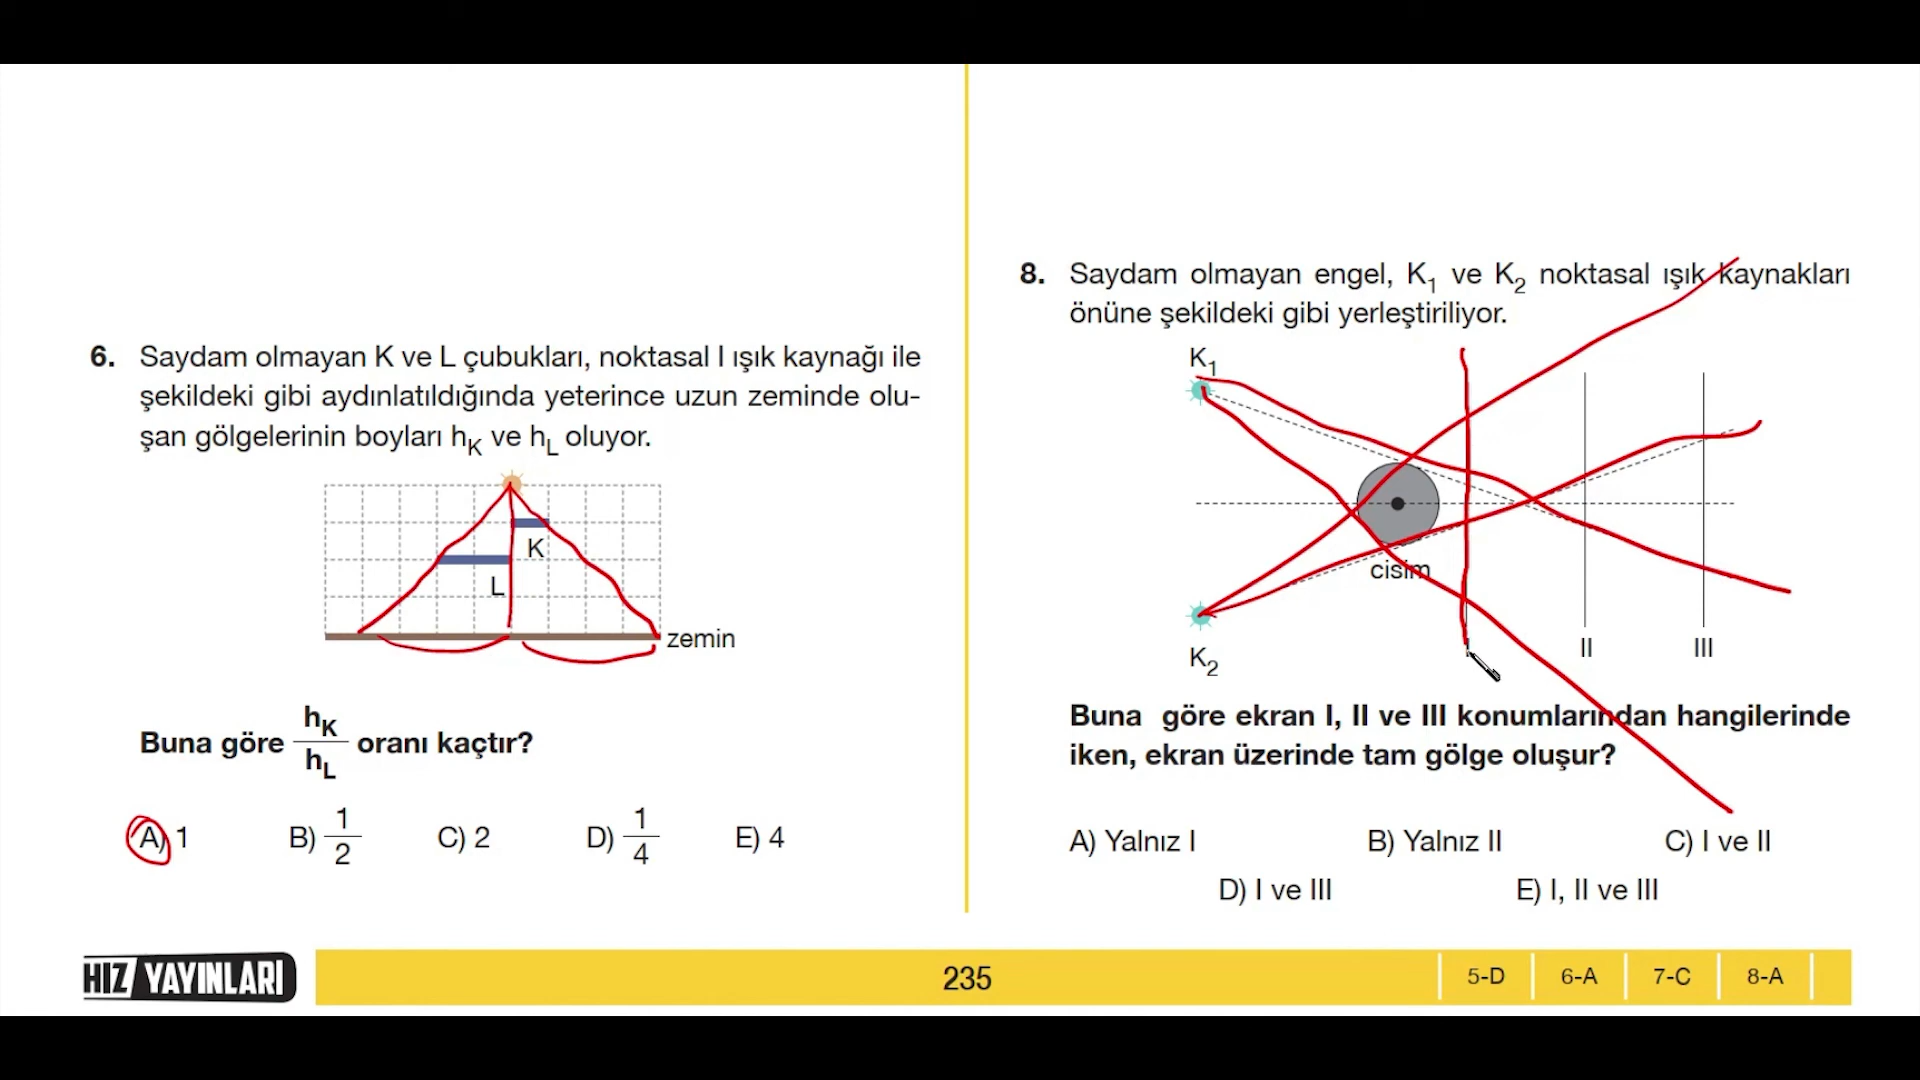 6. Saydam olmayan K ve L çubukları, noktasal I ışık kaynağı ile
şekildeki gibi aydınlatıldığında yeterince uzun zeminde olu-
şan gölgelerinin boyları hK ve hL oluyor.
K
L
zemin
Buna göre hK/hL oranı kaçtır?
A) 1 B) 1/2 C) 2 D) 1/4 E) 4
8. Saydam olmayan engel, K1 ve K2 noktasal ışık kaynakları
önüne şekildeki gibi yerleştiriliyor.
K1
cisim
K2
I II III
Buna göre ekran I, II ve III konumlarından hangilerinde
iken, ekran üzerinde tam gölge oluşur?
A) Yalnız I B) Yalnız II C) I ve II
D) I ve III E) I, II ve III
HIZ YAYINLARI
235
5-D 6-A 7-C 8-A